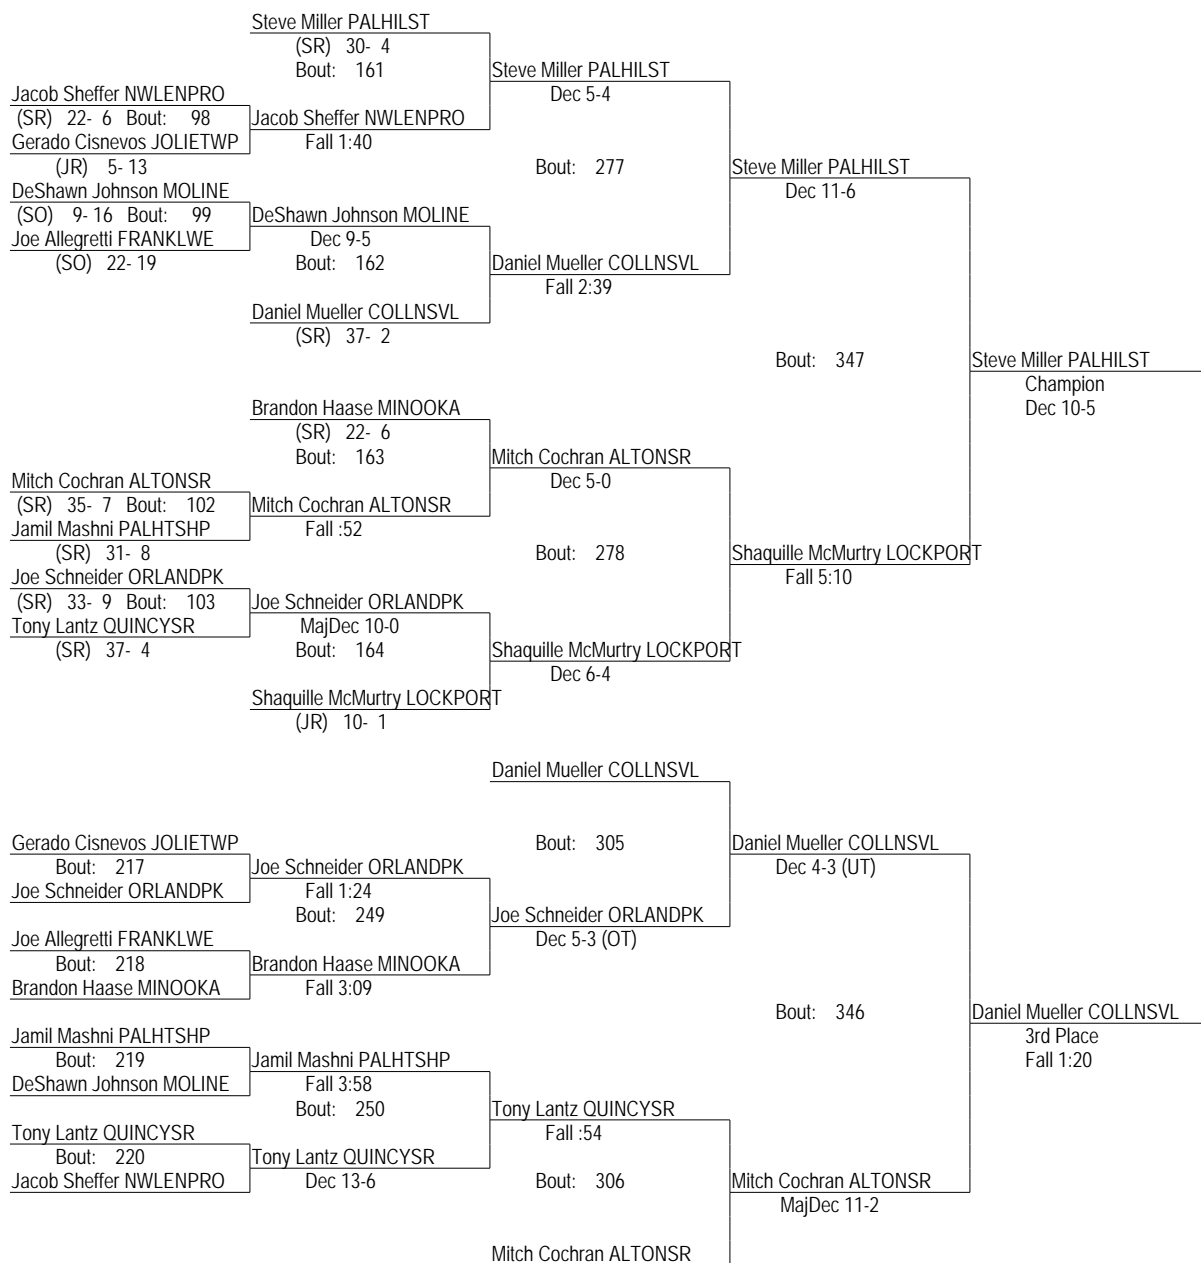 Steve Miller PALHILST
(SR) 30- 4
Bout: 161
Steve Miller PALHILST
Dec 5-4
Jacob Sheffer NWLENPRO
(SR) 22- 6 Bout: 98
Jacob Sheffer NWLENPRO
Gerado Cisnevos JOLIETWP
Fall 1:40
(JR) 5- 13
Bout: 277
Steve Miller PALHILST
Dec 11-6
DeShawn Johnson MOLINE
(SO) 9- 16 Bout: 99
DeShawn Johnson MOLINE
Joe Allegretti FRANKLWE
Dec 9-5
(SO) 22- 19
Bout: 162
Daniel Mueller COLLNSVL
Fall 2:39
Daniel Mueller COLLNSVL
(SR) 37- 2
Bout: 347
Steve Miller PALHILST
Champion
Dec 10-5
Brandon Haase MINOOKA
(SR) 22- 6
Bout: 163
Mitch Cochran ALTONSR
Dec 5-0
Mitch Cochran ALTONSR
(SR) 35- 7 Bout: 102
Mitch Cochran ALTONSR
Jamil Mashni PALHTSHP
Fall :52
(SR) 31- 8
Bout: 278
Shaquille McMurtry LOCKPORT
Fall 5:10
Joe Schneider ORLANDPK
(SR) 33- 9 Bout: 103
Joe Schneider ORLANDPK
Tony Lantz QUINCYSR
MajDec 10-0
(SR) 37- 4
Bout: 164
Shaquille McMurtry LOCKPORT
Dec 6-4
Shaquille McMurtry LOCKPORT
(JR) 10- 1
Daniel Mueller COLLNSVL
Gerado Cisnevos JOLIETWP
Bout: 305
Daniel Mueller COLLNSVL
Bout: 217
Joe Schneider ORLANDPK
Dec 4-3 (UT)
Joe Schneider ORLANDPK
Fall 1:24
Bout: 249
Joe Schneider ORLANDPK
Dec 5-3 (OT)
Joe Allegretti FRANKLWE
Bout: 218
Brandon Haase MINOOKA
Brandon Haase MINOOKA
Fall 3:09
Bout: 346
Daniel Mueller COLLNSVL
3rd Place
Fall 1:20
Jamil Mashni PALHTSHP
Bout: 219
Jamil Mashni PALHTSHP
DeShawn Johnson MOLINE
Fall 3:58
Bout: 250
Tony Lantz QUINCYSR
Fall :54
Tony Lantz QUINCYSR
Bout: 220
Tony Lantz QUINCYSR
Jacob Sheffer NWLENPRO
Dec 13-6
Bout: 306
Mitch Cochran ALTONSR
MajDec 11-2
Mitch Cochran ALTONSR